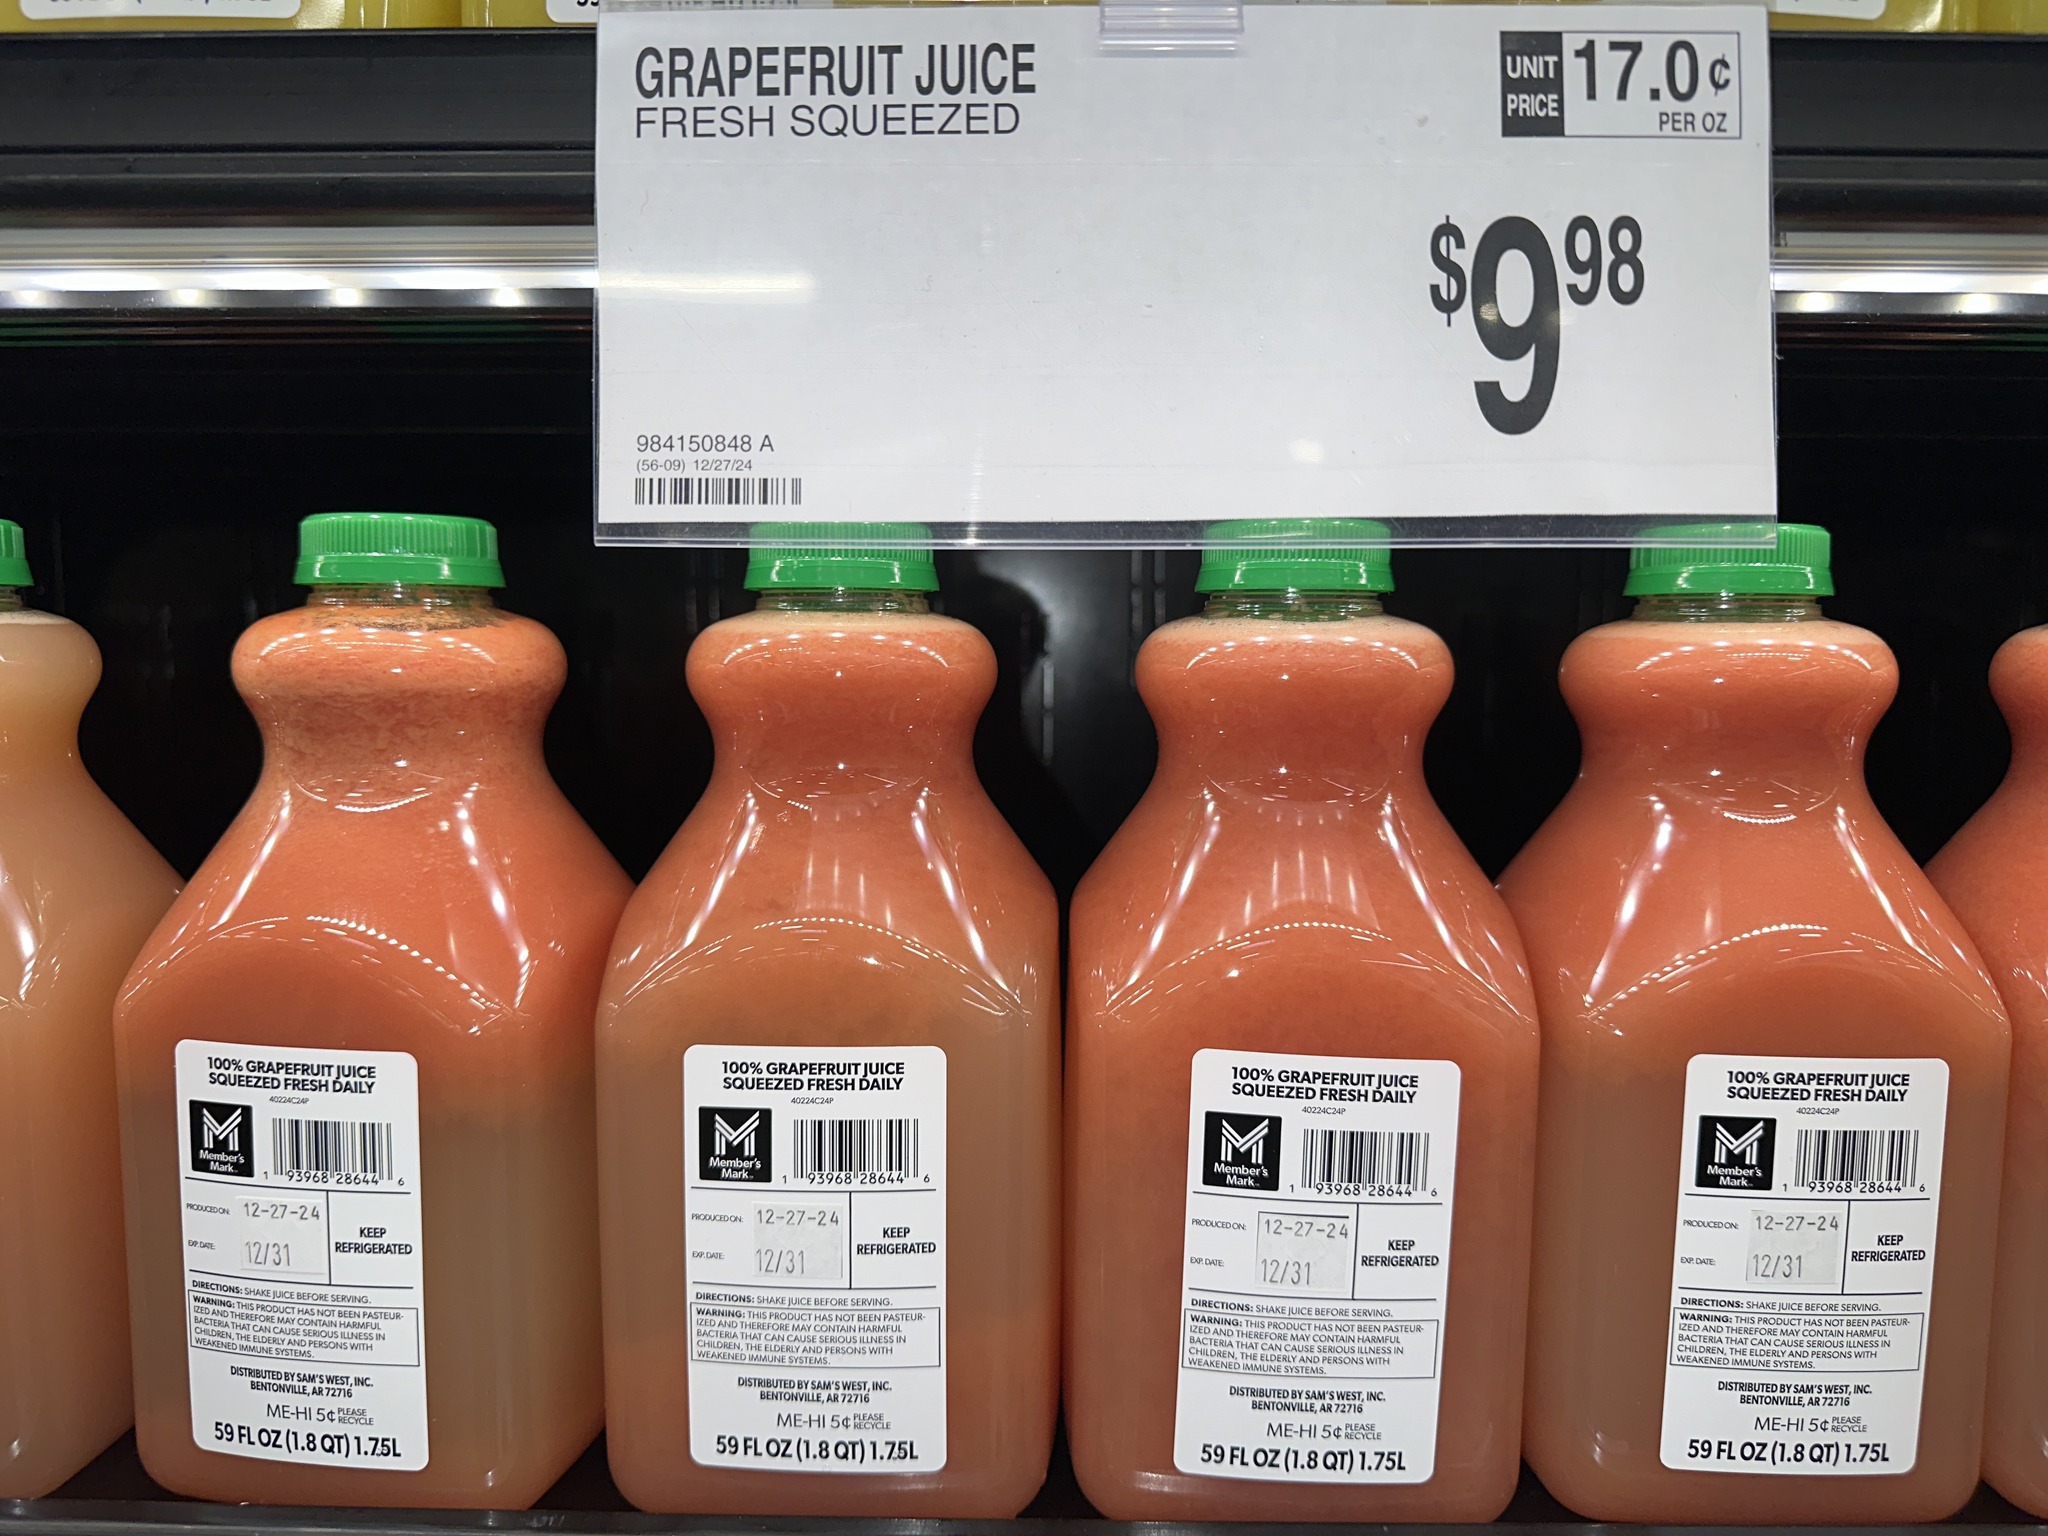 GRAPEFRUIT JUICE
FRESH SQUEEZED
UNIT
PRICE
17.0¢
PER OZ
$9 98
984150848 A
(56-09) 12/27/24
100% GRAPEFRUIT JUICE
SQUEEZED FRESH DAILY
40224C24P
Member's
Mark
1 93968 28644 6
PRODUCED ON: 12-27-24
EXP. DATE: 12/31
KEEP
REFRIGERATED
DIRECTIONS: SHAKE JUICE BEFORE SERVING.
WARNING: THIS PRODUCT HAS NOT BEEN PASTEUR-
IZED AND THEREFORE MAY CONTAIN HARMFUL
BACTERIA THAT CAN CAUSE SERIOUS ILLNESS IN
CHILDREN, THE ELDERLY AND PERSONS WITH
WEAKENED IMMUNE SYSTEMS.
DISTRIBUTED BY SAM'S WEST, INC.
BENTONVILLE, AR 72716
ME-HI 5¢ PLEASE
RECYCLE
59 FL OZ (1.8 QT) 1.75L
100% GRAPEFRUIT JUICE
SQUEEZED FRESH DAILY
40224C24P
Member's
Mark
1 93968 28644 6
PRODUCED ON: 12-27-24
EXP. DATE: 12/31
KEEP
REFRIGERATED
DIRECTIONS: SHAKE JUICE BEFORE SERVING.
WARNING: THIS PRODUCT HAS NOT BEEN PASTEUR-
IZED AND THEREFORE MAY CONTAIN HARMFUL
BACTERIA THAT CAN CAUSE SERIOUS ILLNESS IN
CHILDREN, THE ELDERLY AND PERSONS WITH
WEAKENED IMMUNE SYSTEMS.
DISTRIBUTED BY SAM'S WEST, INC.
BENTONVILLE, AR 72716
ME-HI 5¢ PLEASE
RECYCLE
59 FL OZ (1.8 QT) 1.75L
100% GRAPEFRUIT JUICE
SQUEEZED FRESH DAILY
40224C24P
Member's
Mark
1 93968 28644 6
PRODUCED ON: 12-27-24
EXP. DATE: 12/31
KEEP
REFRIGERATED
DIRECTIONS: SHAKE JUICE BEFORE SERVING.
WARNING: THIS PRODUCT HAS NOT BEEN PASTEUR-
IZED AND THEREFORE MAY CONTAIN HARMFUL
BACTERIA THAT CAN CAUSE SERIOUS ILLNESS IN
CHILDREN, THE ELDERLY AND PERSONS WITH
WEAKENED IMMUNE SYSTEMS.
DISTRIBUTED BY SAM'S WEST, INC.
BENTONVILLE, AR 72716
ME-HI 5¢ PLEASE
RECYCLE
59 FL OZ (1.8 QT) 1.75L
100% GRAPEFRUIT JUICE
SQUEEZED FRESH DAILY
40224C24P
Member's
Mark
1 93968 28644 6
PRODUCED ON: 12-27-24
EXP. DATE: 12/31
KEEP
REFRIGERATED
DIRECTIONS: SHAKE JUICE BEFORE SERVING.
WARNING: THIS PRODUCT HAS NOT BEEN PASTEUR-
IZED AND THEREFORE MAY CONTAIN HARMFUL
BACTERIA THAT CAN CAUSE SERIOUS ILLNESS IN
CHILDREN, THE ELDERLY AND PERSONS WITH
WEAKENED IMMUNE SYSTEMS.
DISTRIBUTED BY SAM'S WEST, INC.
BENTONVILLE, AR 72716
ME-HI 5¢ PLEASE
RECYCLE
59 FL OZ (1.8 QT) 1.75L